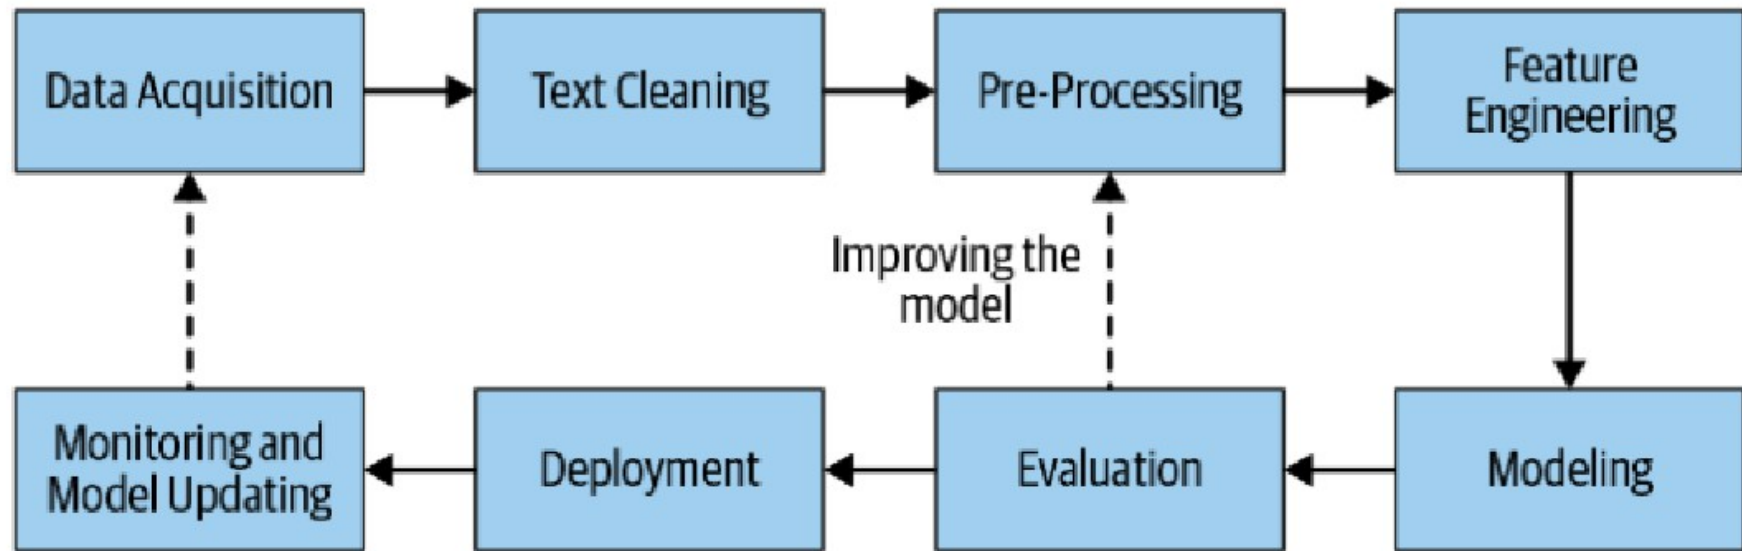 Data Acquisition
Text Cleaning
Pre-Processing
Feature
Engineering
Improving the
model
Monitoring and
Model Updating
Deployment
Evaluation
Modeling